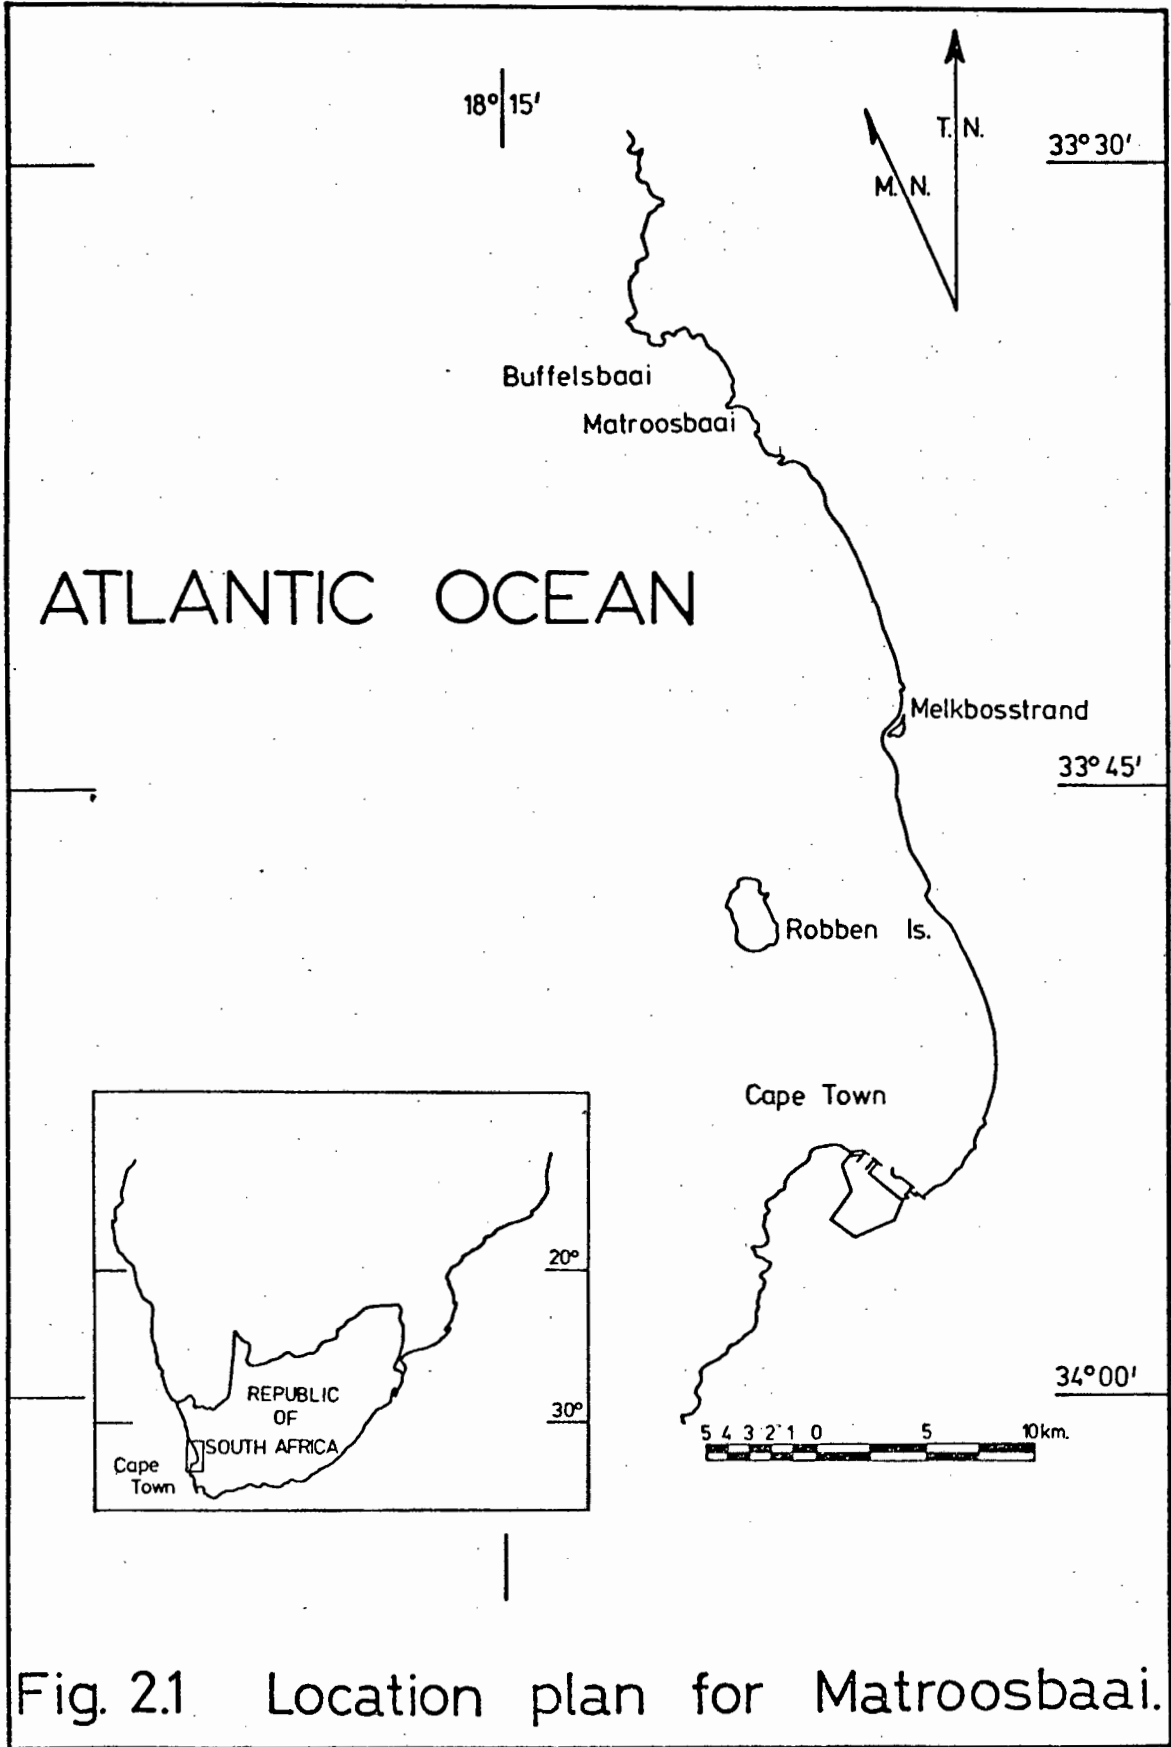 18° 15'
T. N.
33° 30'
M. N.
Buffelsbaai
Matroosbaai
ATLANTIC OCEAN
Melkbosstrand
33° 45'
Robben Is.
Cape Town
20°
REPUBLIC
OF
SOUTH AFRICA
30°
Cape
Town
34° 00'
5 4 3 2 1 0 5 10 km.
Fig. 2.1 Location plan for Matroosbaai.